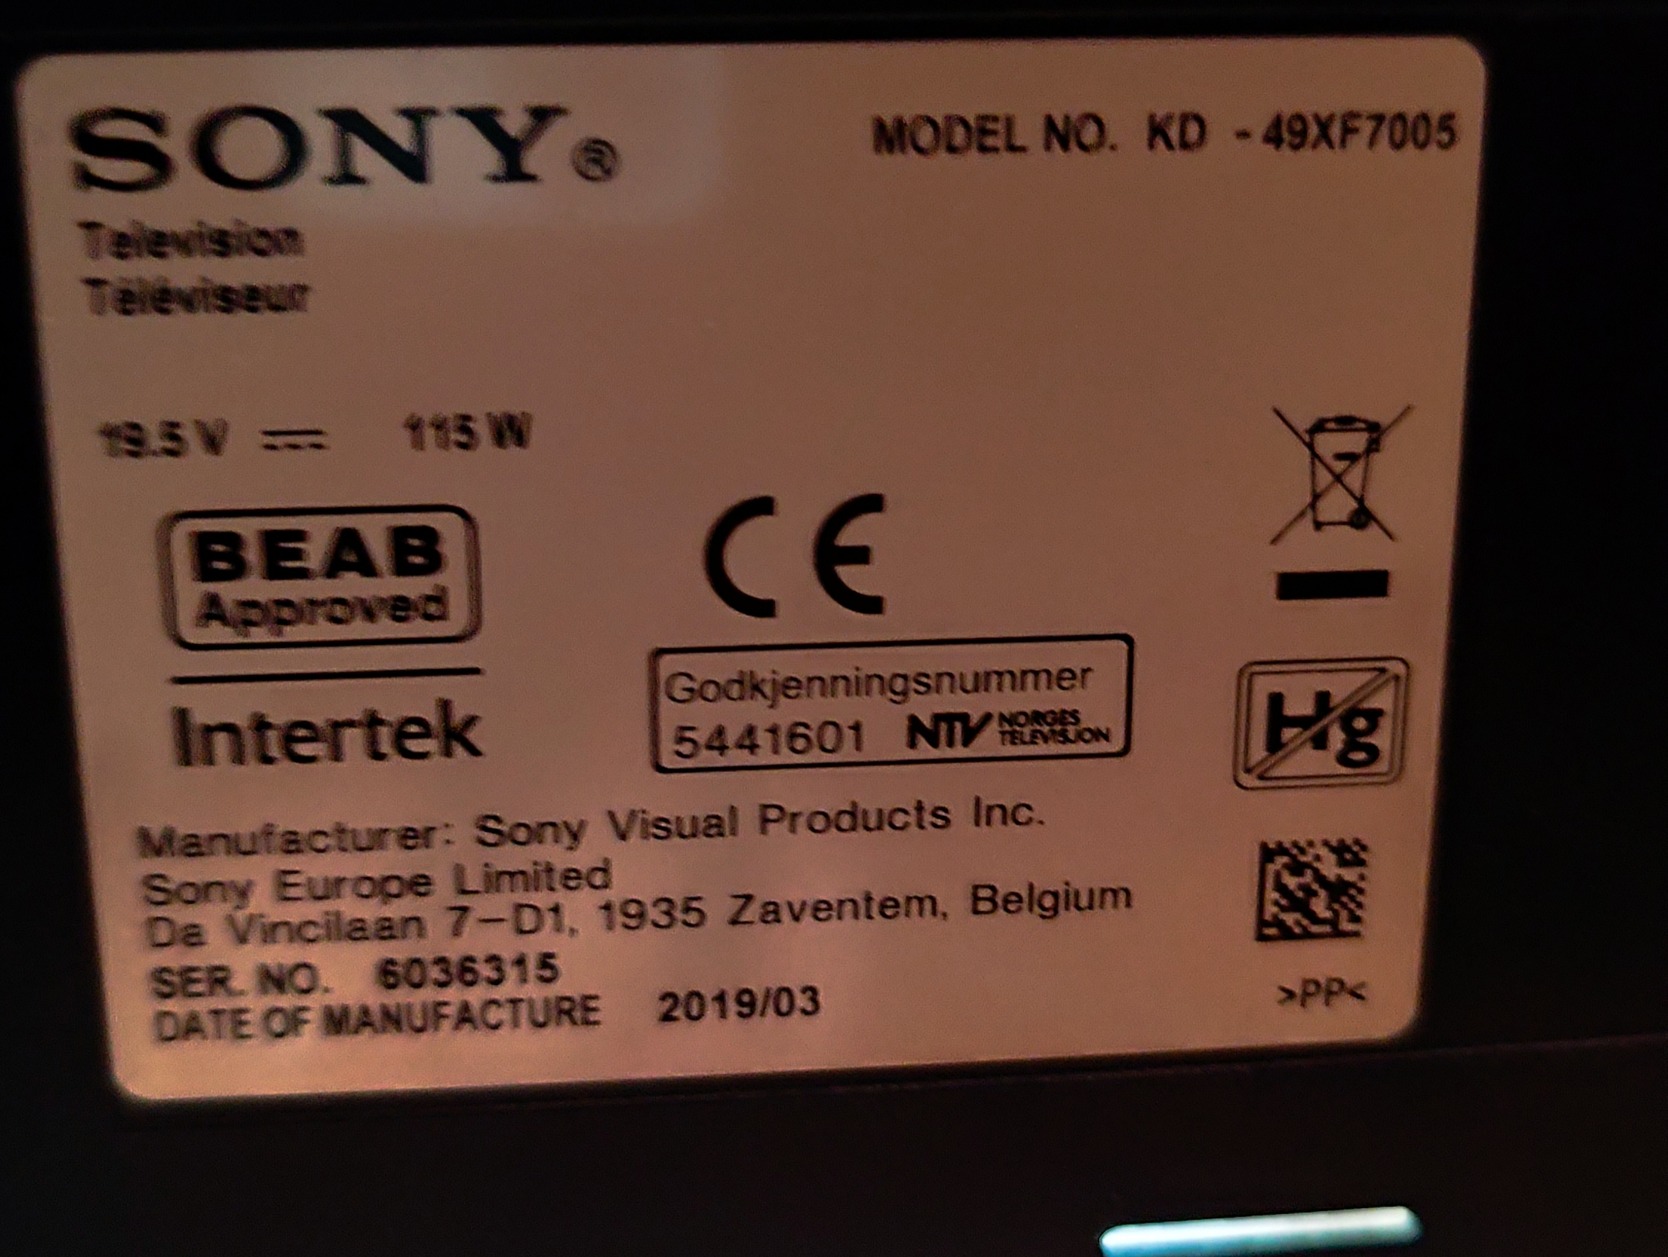 SONY®
MODEL NO. KD - 49XF7005
Television
Téléviseur
19.5 V ⎓ 115 W
BEAB
Approved
Intertek
CE
Godkjenningsnummer
5441601 NTV NORGES
TELEVISJON
Hg
Manufacturer: Sony Visual Products Inc.
Sony Europe Limited
Da Vincilaan 7-D1, 1935 Zaventem, Belgium
SER. NO. 6036315
DATE OF MANUFACTURE 2019/03
>PP<